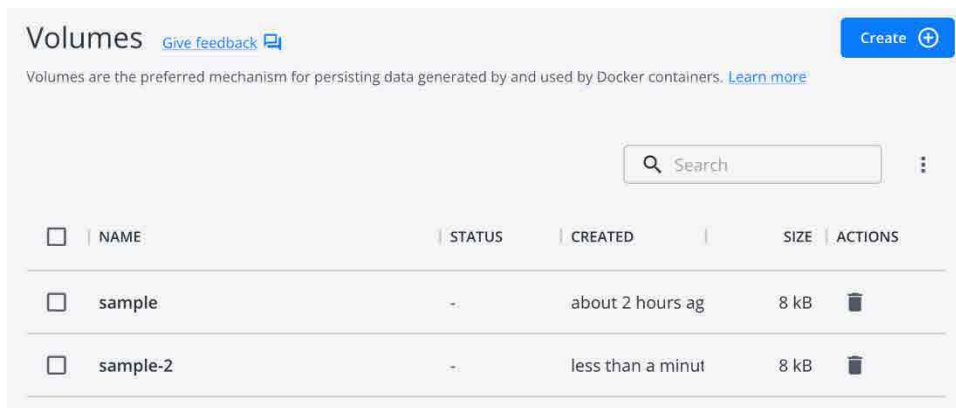 Volumes Give feedback
Create
Volumes are the preferred mechanism for persisting data generated by and used by Docker containers. Learn more
Search
NAME STATUS CREATED SIZE ACTIONS
sample - about 2 hours ag 8 kB
sample-2 - less than a minut 8 kB